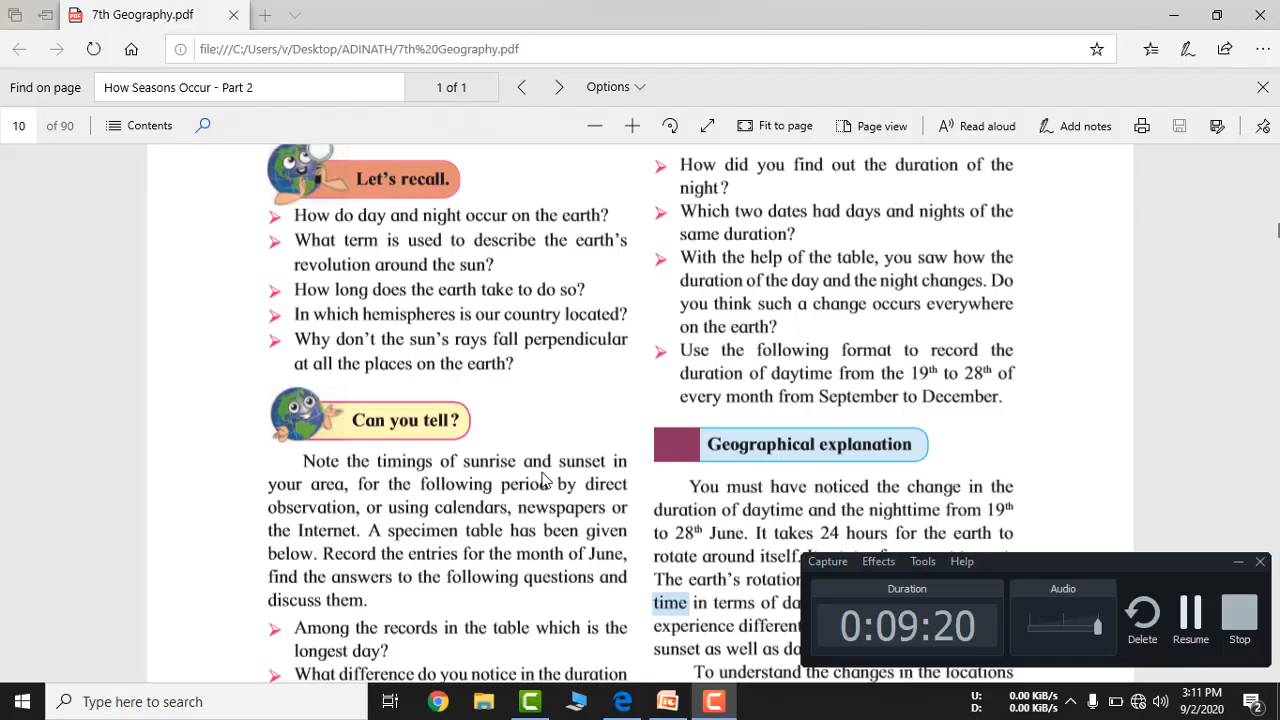 7th Geography.pdf
file:///C:/Users/v/Desktop/ADINATH/7th%20Geography.pdf
Find on page
How Seasons Occur - Part 2
1 of 1
Options
10
of 90
Contents
Fit to page
Page view
Read aloud
Add notes
Let's recall.
How do day and night occur on the earth?
What term is used to describe the earth's
revolution around the sun?
How long does the earth take to do so?
In which hemispheres is our country located?
Why don't the sun's rays fall perpendicular
at all the places on the earth?
Can you tell?
Note the timings of sunrise and sunset in
your area, for the following period by direct
observation, or using calendars, newspapers or
the Internet. A specimen table has been given
below. Record the entries for the month of June,
find the answers to the following questions and
discuss them.
Among the records in the table which is the
longest day?
What difference do you notice in the duration
How did you find out the duration of the
night?
Which two dates had days and nights of the
same duration?
With the help of the table, you saw how the
duration of the day and the night changes. Do
you think such a change occurs everywhere
on the earth?
Use the following format to record the
duration of daytime from the 19th to 28th of
every month from September to December.
Geographical explanation
You must have noticed the change in the
duration of daytime and the nighttime from 19th
to 28th June. It takes 24 hours for the earth to
rotate around itself.
The earth's rotation
time in terms of da
experience different
sunset as well as da
To understand the changes in the locations
Capture
Effects
Tools
Help
Duration
0:09:20
Audio
Delete
Resume
Stop
Type here to search
U: 0.00 KiB/s
D: 0.00 KiB/s
3:11 PM
9/2/2020
2